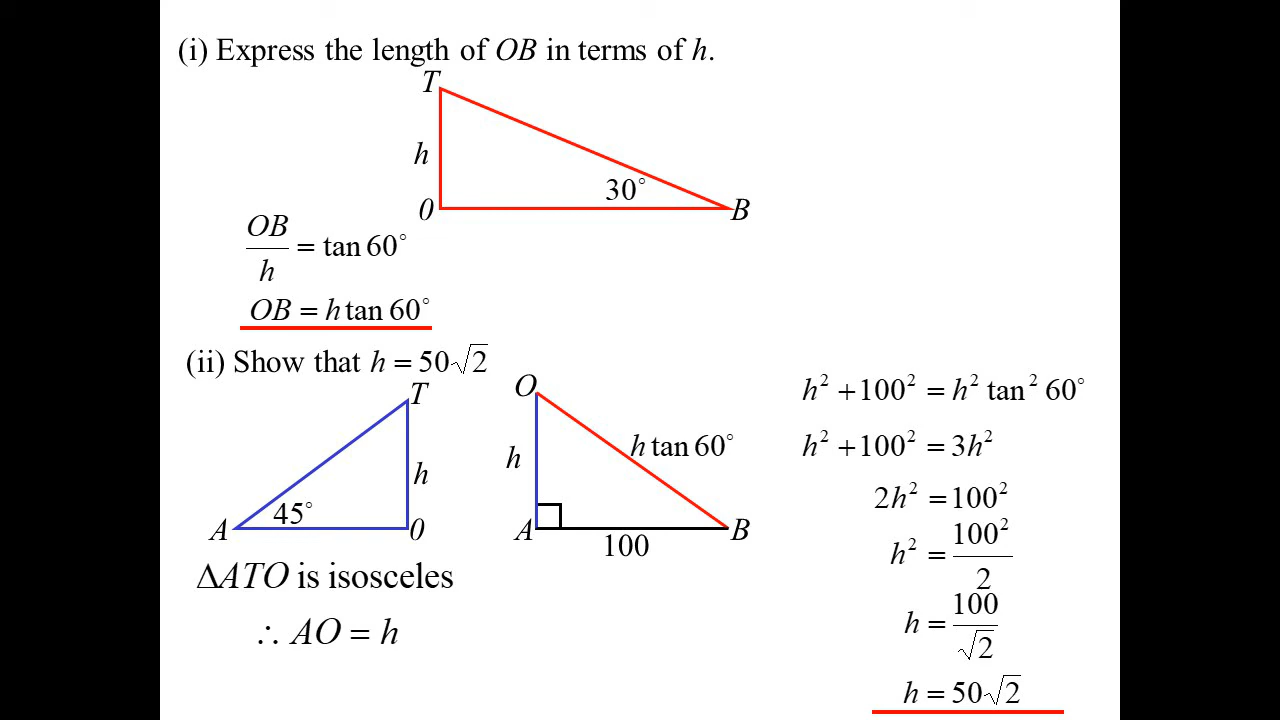 (i) Express the length of OB in terms of h.
T
h
30°
0
B
OB/h = tan 60°
OB = h tan 60°
(ii) Show that h = 50√2
T
h
45°
A
0
ΔATO is isosceles
∴ AO = h
O
h
h tan 60°
A
B
100
h² + 100² = h² tan² 60°
h² + 100² = 3h²
2h² = 100²
h² = 100²/2
h = 100/√2
h = 50√2